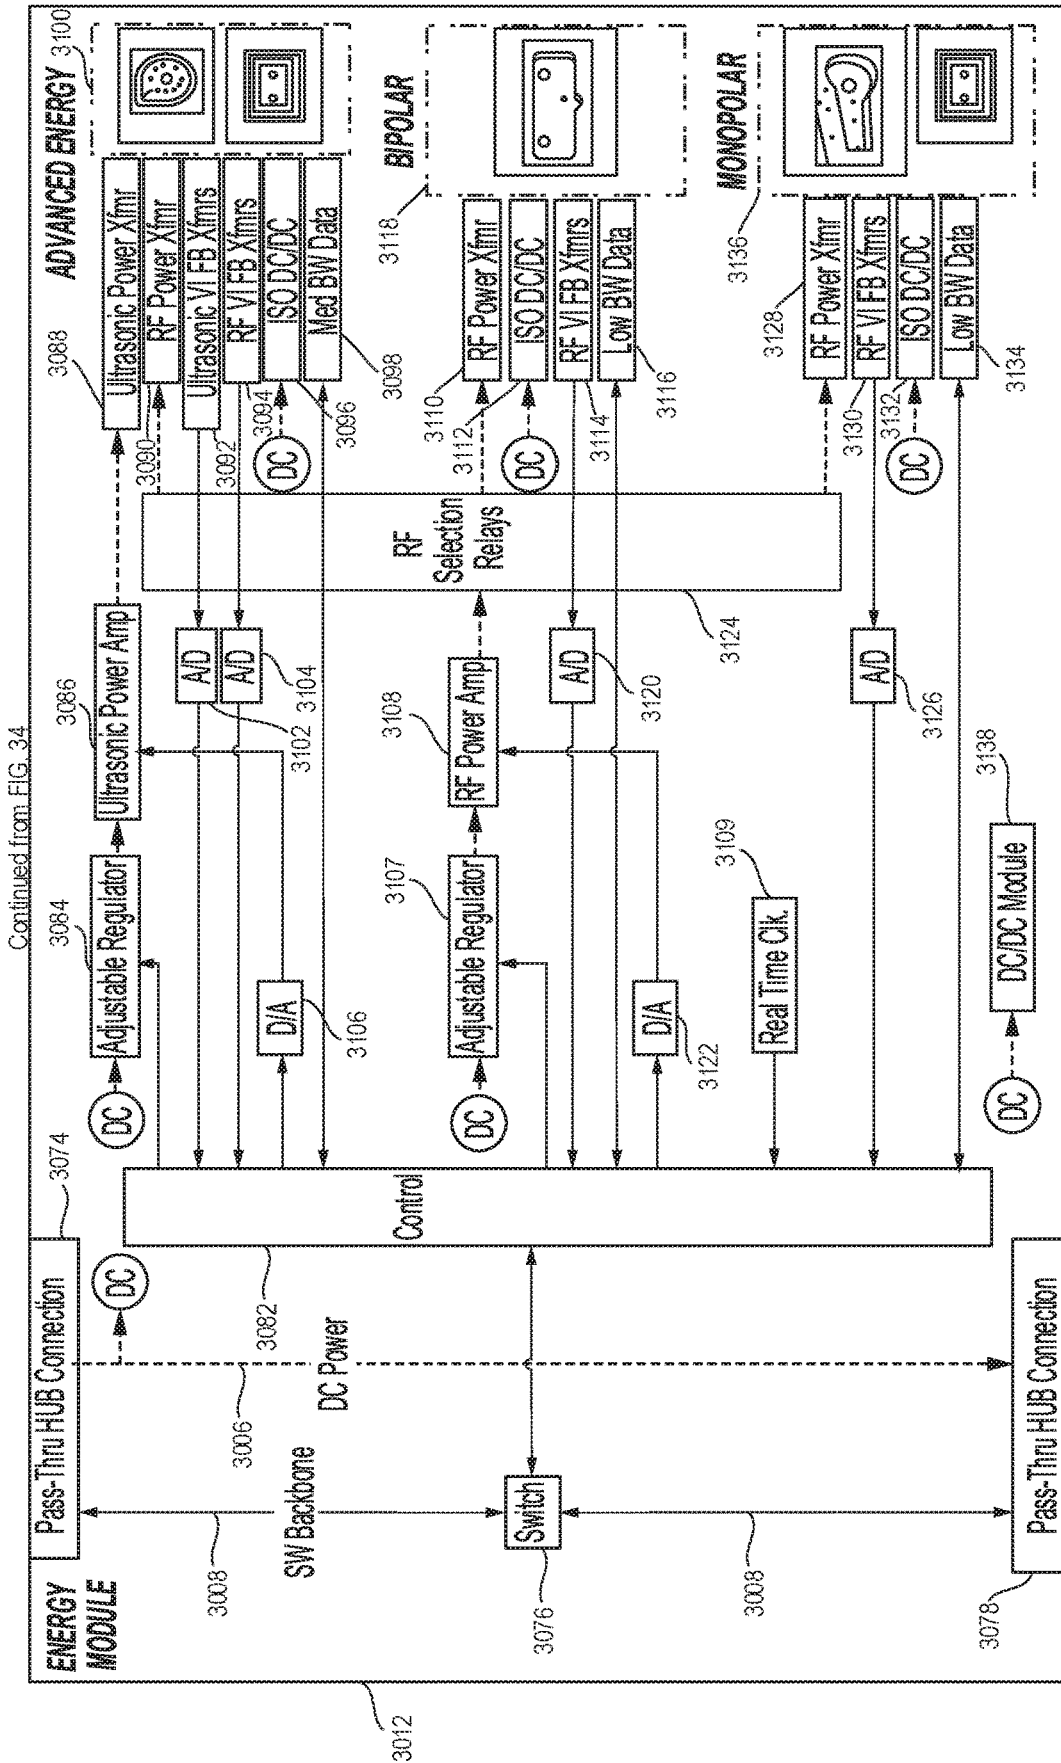 Continued from FIG. 34
ENERGY
MODULE
3012
Pass-Thru HUB Connection
3074
3008
SW Backbone
3006
DC Power
DC
Switch
3076
3008
Pass-Thru HUB Connection
3078
Control
3082
DC
Adjustable Regulator
3084
Ultrasonic Power Amp
3086
D/A
3106
A/D
3102
A/D
3104
DC
Adjustable Regulator
3107
RF Power Amp
3108
D/A
3122
A/D
3120
Real Time Clk.
3109
A/D
3126
DC
DC/DC Module
3138
RF
Selection
Relays
3124
ADVANCED ENERGY
3100
Ultrasonic Power Xfmr
3088
RF Power Xfmr
3090
Ultrasonic VI FB Xfmrs
3092
RF VI FB Xfmrs
3094
DC
ISO DC/DC
3096
Med BW Data
3098
BIPOLAR
3118
RF Power Xfmr
3110
DC
ISO DC/DC
3112
RF VI FB Xfmrs
3114
Low BW Data
3116
MONOPOLAR
3136
RF Power Xfmr
3128
RF VI FB Xfmrs
3130
DC
ISO DC/DC
3132
Low BW Data
3134